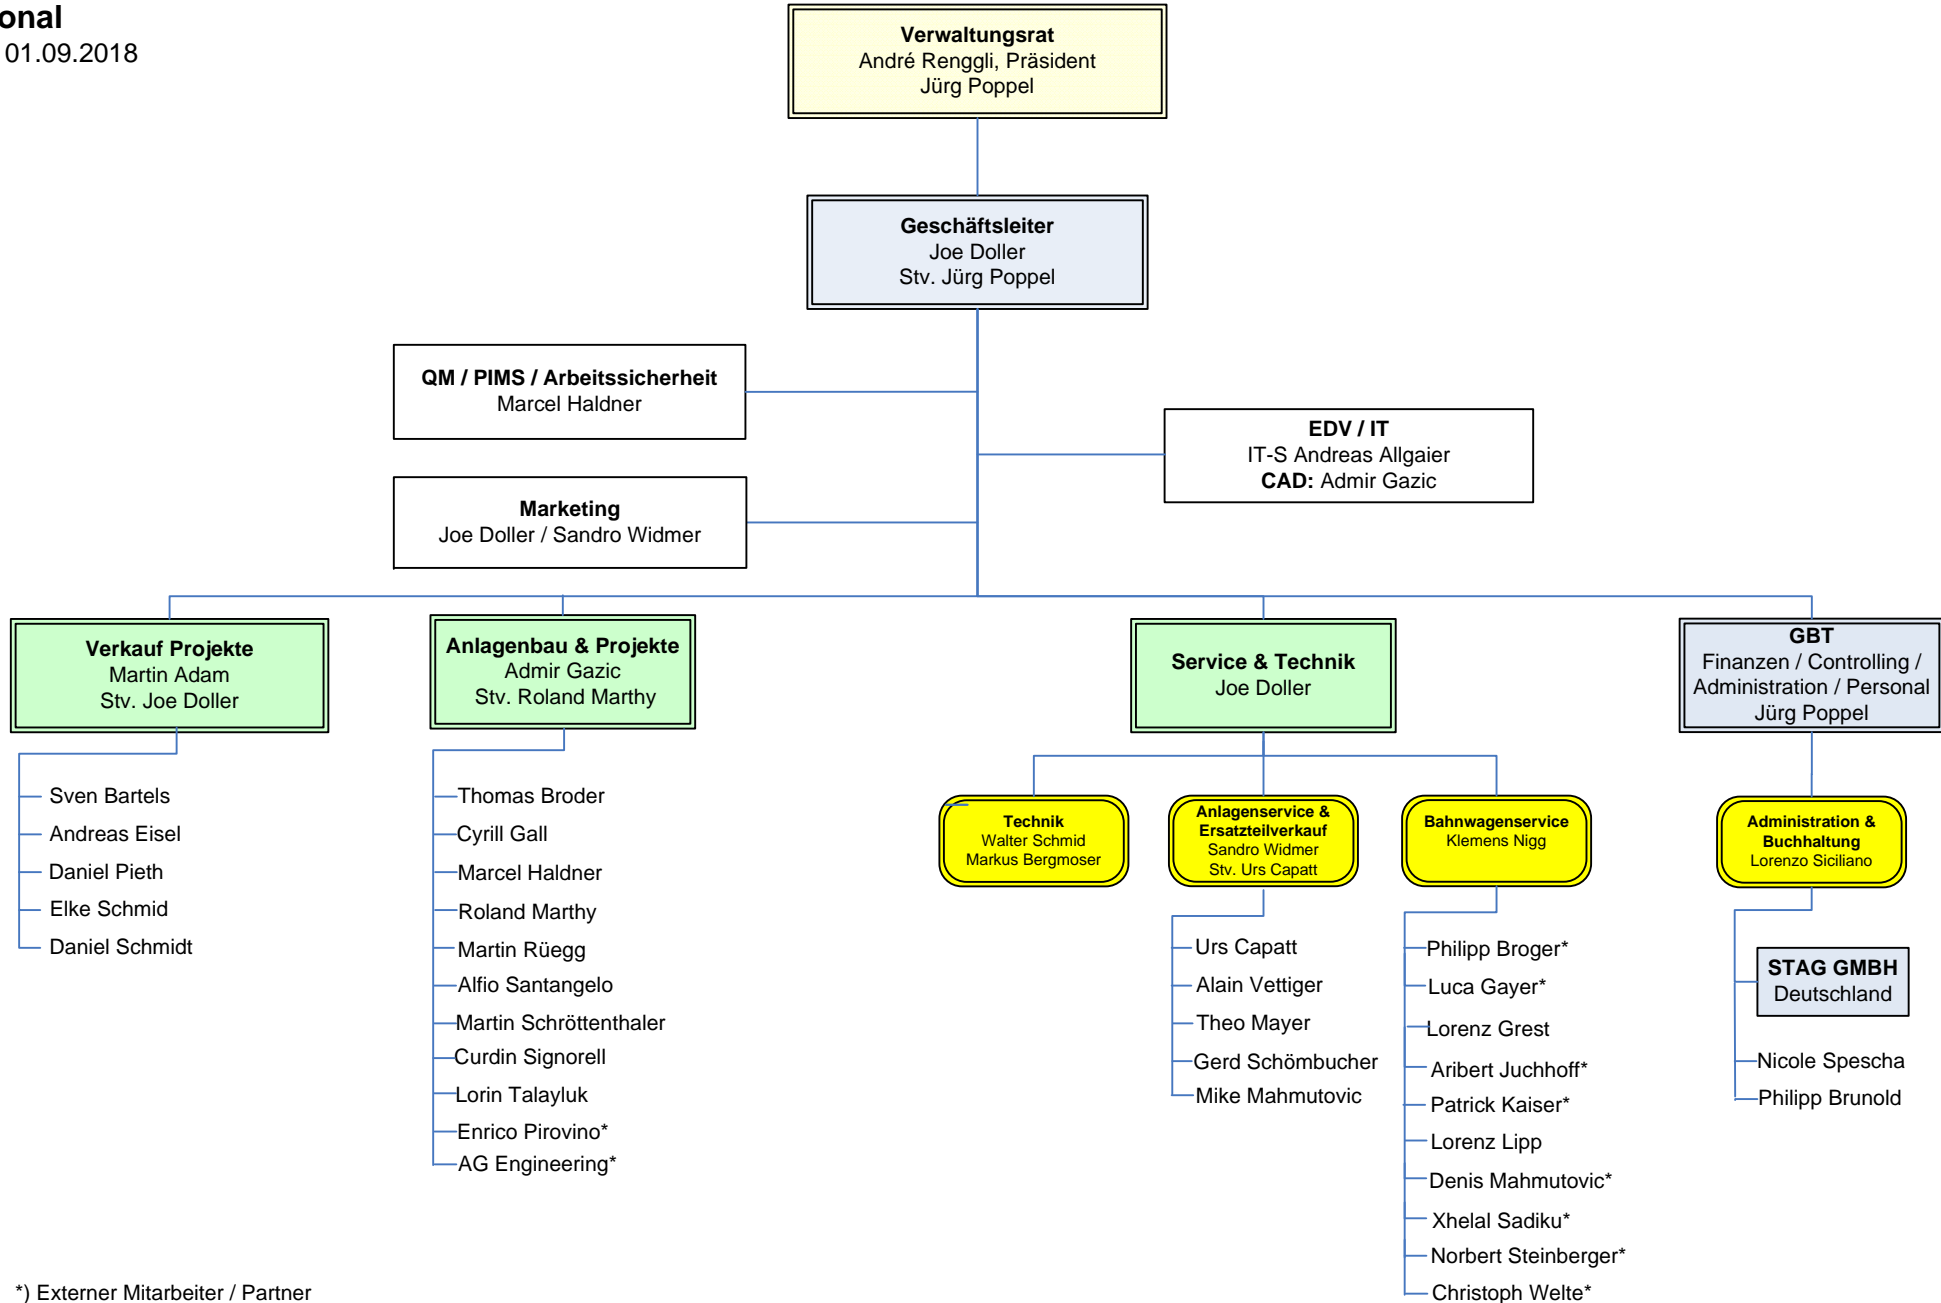 01.09.2018
Verwaltungsrat
André Renggli, Präsident
Jürg Poppel
Geschäftsleiter
Joe Doller
Stv. Jürg Poppel
QM / PIMS / Arbeitssicherheit
Marcel Haldner
EDV / IT
IT-S Andreas Allgaier
CAD: Admir Gazic
Marketing
Joe Doller / Sandro Widmer
Verkauf Projekte
Martin Adam
Stv. Joe Doller
Sven Bartels
Andreas Eisel
Daniel Pieth
Elke Schmid
Daniel Schmidt
Anlagenbau & Projekte
Admir Gazic
Stv. Roland Marthy
Thomas Broder
Cyrill Gall
Marcel Haldner
Roland Marthy
Martin Rüegg
Alfio Santangelo
Martin Schröttenthaler
Curdin Signorell
Lorin Talayluk
Enrico Pirovino*
AG Engineering*
Service & Technik
Joe Doller
Technik
Walter Schmid
Markus Bergmoser
Anlagenservice &
Ersatzteilverkauf
Sandro Widmer
Stv. Urs Capatt
Urs Capatt
Alain Vettiger
Theo Mayer
Gerd Schömbucher
Mike Mahmutovic
Bahnwagenservice
Klemens Nigg
Philipp Broger*
Luca Gayer*
Lorenz Grest
Aribert Juchhoff*
Patrick Kaiser*
Lorenz Lipp
Denis Mahmutovic*
Xhelal Sadiku*
Norbert Steinberger*
Christoph Welte*
GBT
Finanzen / Controlling /
Administration / Personal
Jürg Poppel
Administration &
Buchhaltung
Lorenzo Siciliano
STAG GMBH
Deutschland
Nicole Spescha
Philipp Brunold
*) Externer Mitarbeiter / Partner